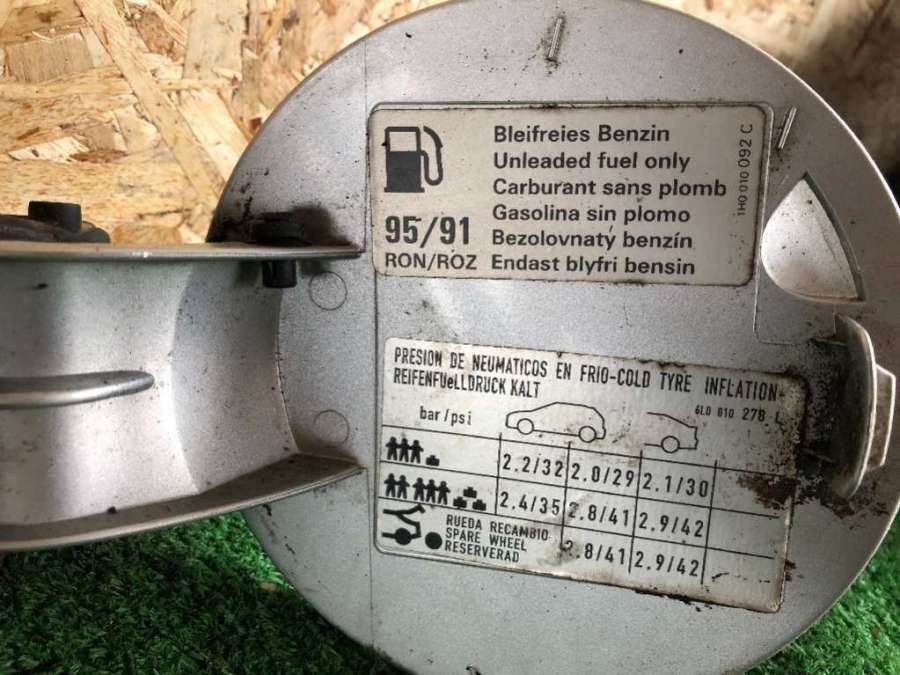 Bleifreies Benzin
Unleaded fuel only
Carburant sans plomb
Gasolina sin plomo
95/91 Bezolovnatý benzín
RON/ROZ Endast blyfri bensin
1H0 010 092 C
PRESION DE NEUMATICOS EN FRIO-COLD TYRE INFLATION-
REIFENFUeLLDRUCK KALT
6L0 010 278
bar/psi
2.2/32 2.0/29 2.1/30
2.4/35 2.8/41 2.9/42
RUEDA RECAMBIO
SPARE WHEEL
RESERVERAD
2.8/41 2.9/42